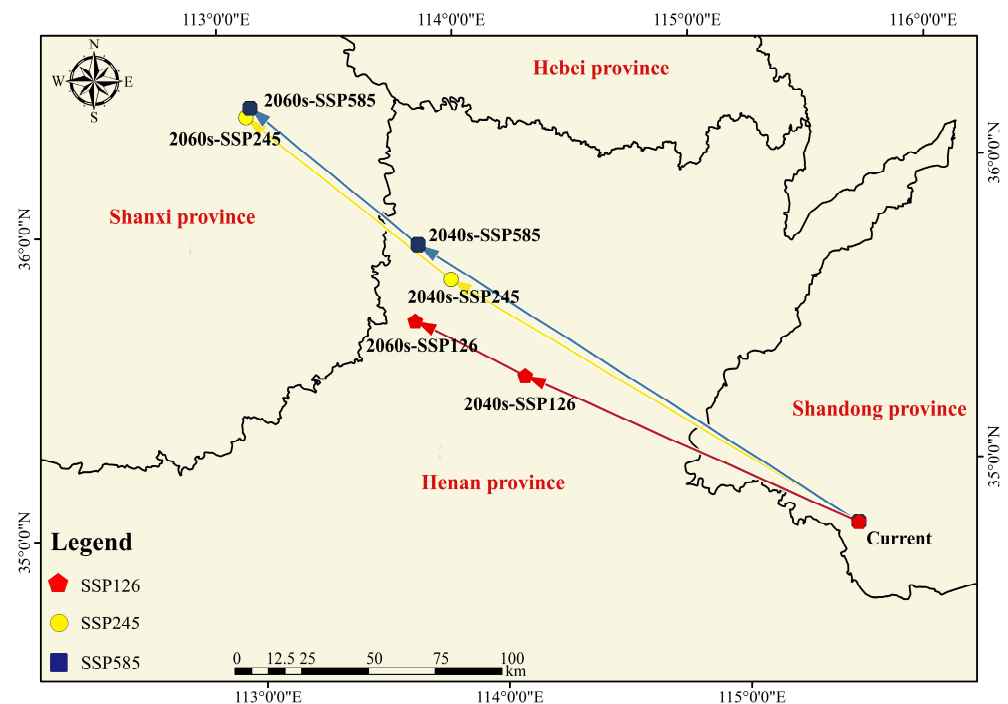 113°0'0"E 114°0'0"E 115°0'0"E 116°0'0"E
N
W E
S
Hebei province
2060s-SSP585
2060s-SSP245
36°0'0"N
Shanxi province
36°0'0"N
2040s-SSP585
2040s-SSP245
2060s-SSP126
2040s-SSP126
Shandong province
35°0'0"N
Henan province
35°0'0"N
Current
Legend
SSP126
SSP245
SSP585
0 12.5 25 50 75 100
km
113°0'0"E 114°0'0"E 115°0'0"E